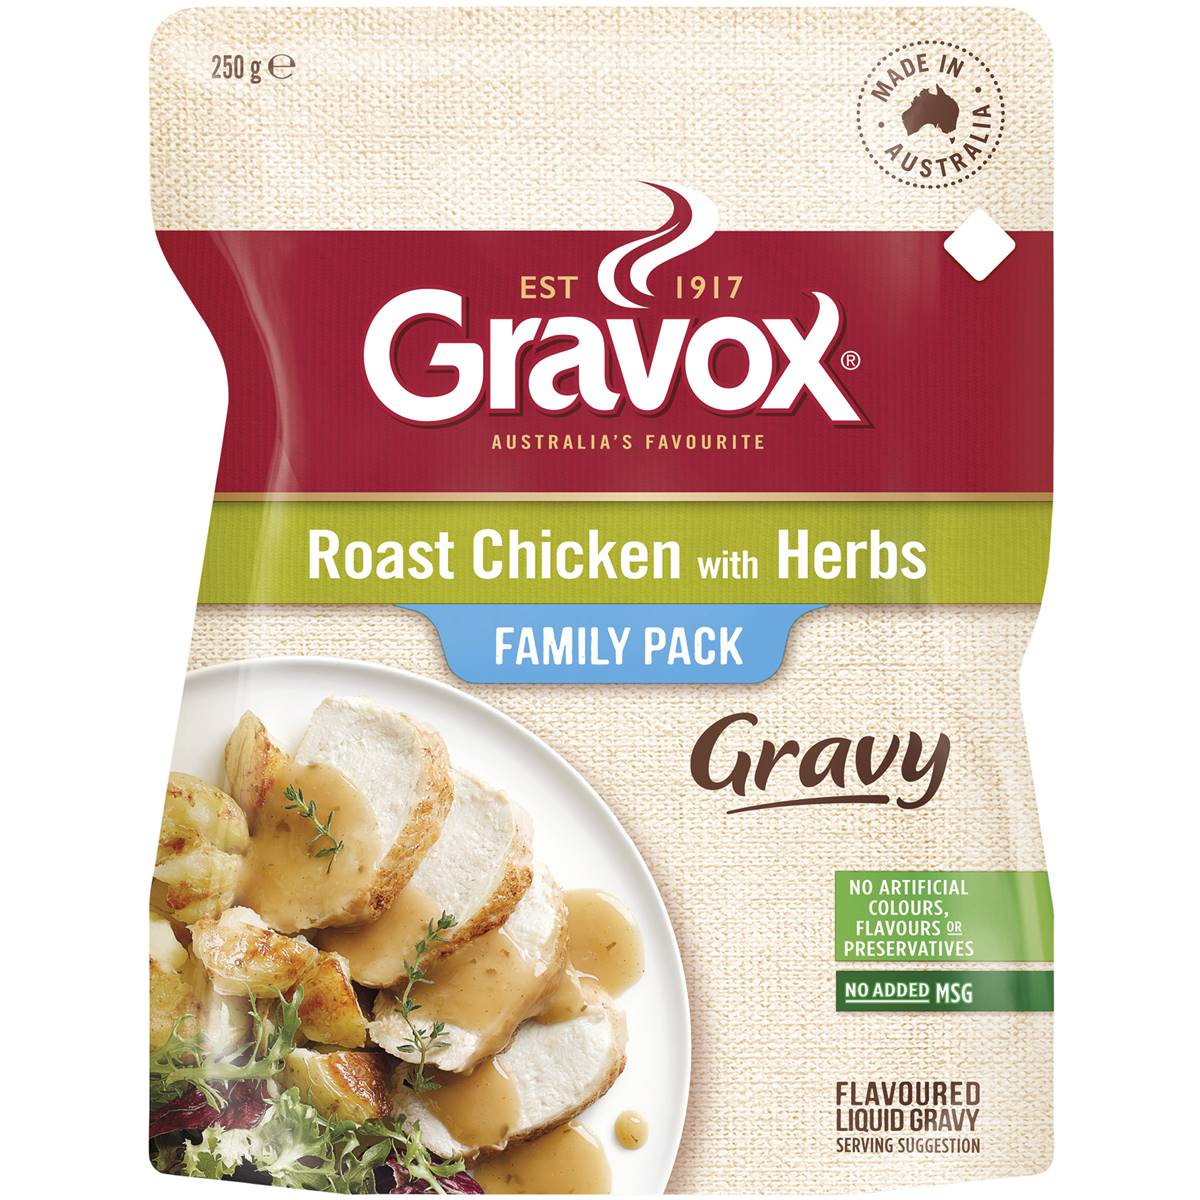 250 g ℮
MADE IN
AUSTRALIA
EST 1917
Gravox®
AUSTRALIA'S FAVOURITE
Roast Chicken with Herbs
FAMILY PACK
Gravy
NO ARTIFICIAL
COLOURS,
FLAVOURS OR
PRESERVATIVES
NO ADDED MSG
FLAVOURED
LIQUID GRAVY
SERVING SUGGESTION